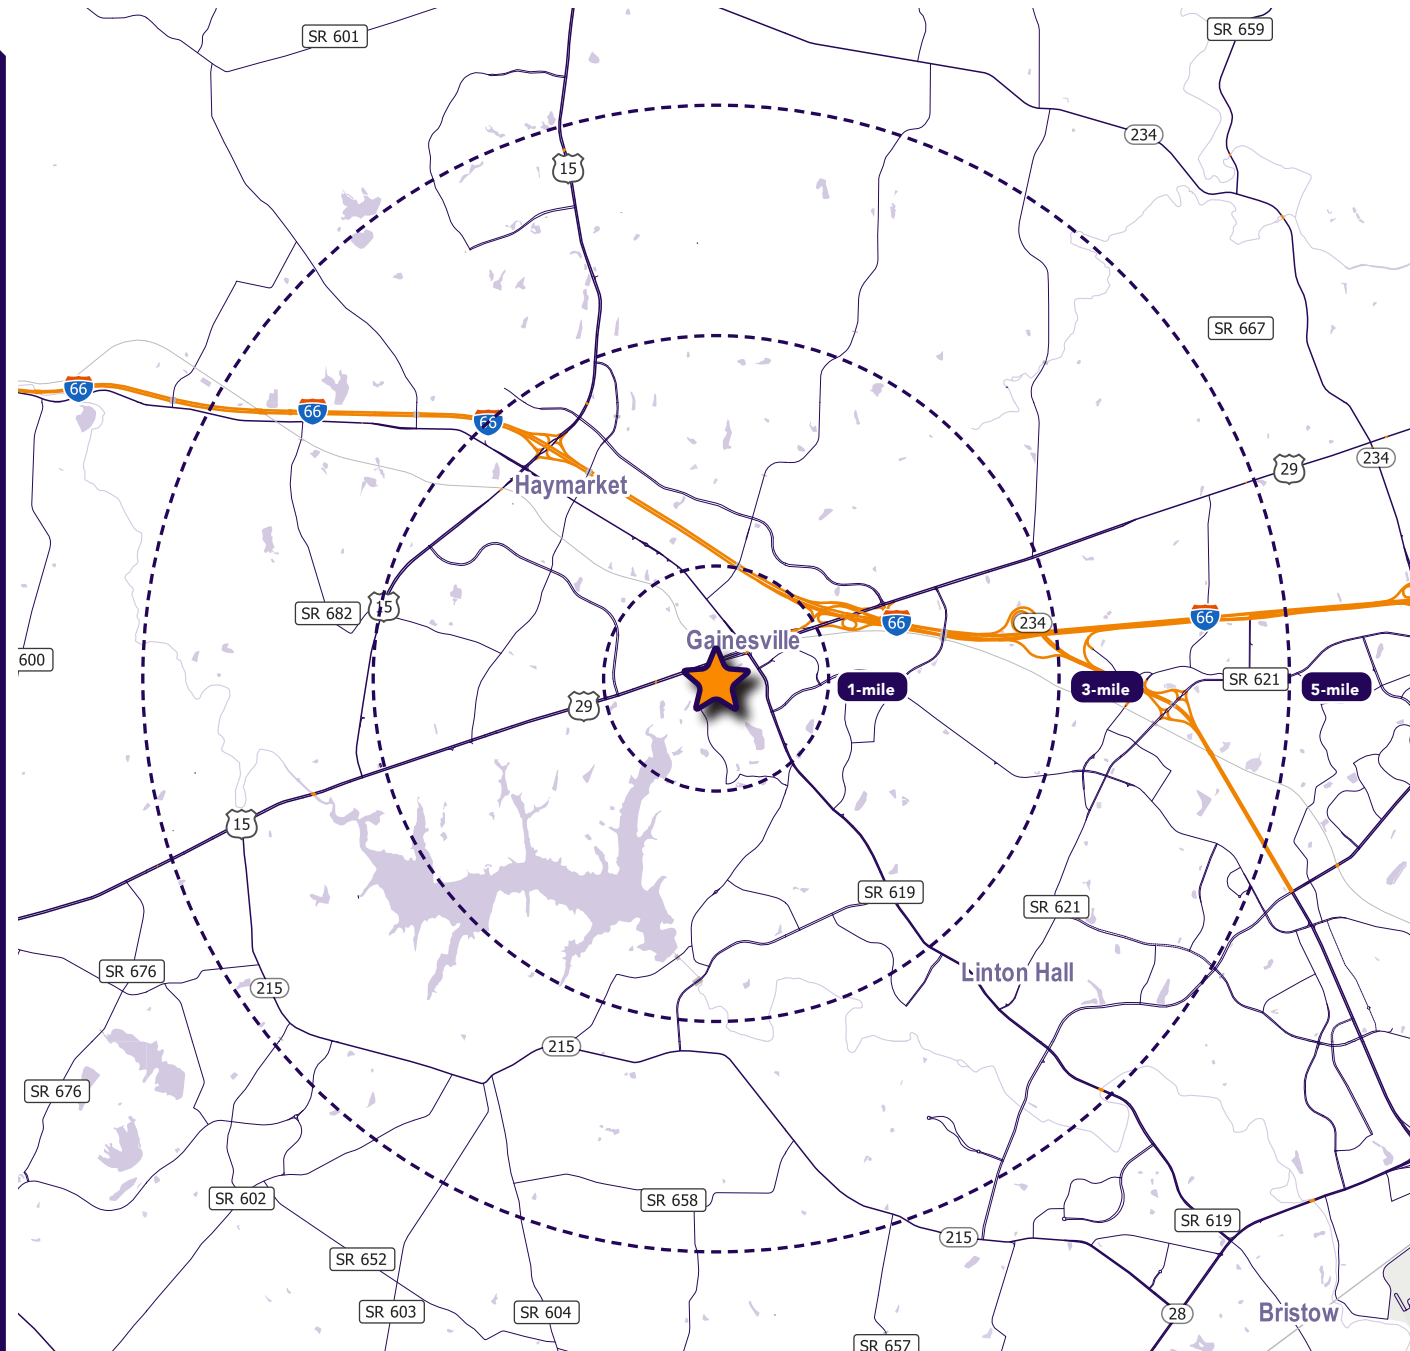 SR 601
SR 659
234
15
SR 667
66
66
66
29
234
Haymarket
SR 682
15
66
234
66
600
Gainesville
1-mile
3-mile
SR 621
5-mile
29
15
SR 619
SR 621
SR 676
Linton Hall
215
215
SR 676
SR 602
SR 658
SR 619
215
SR 652
SR 603
SR 604
28
Bristow
SR 657